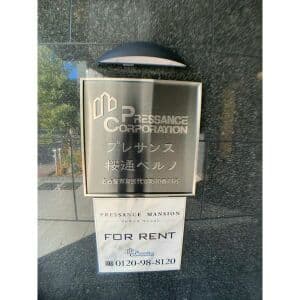 PRESSANCE
CORPORATION
プレサンス
桜通ベルノ
PRESSANCE MANSION
FOR RENT
0120-98-8120